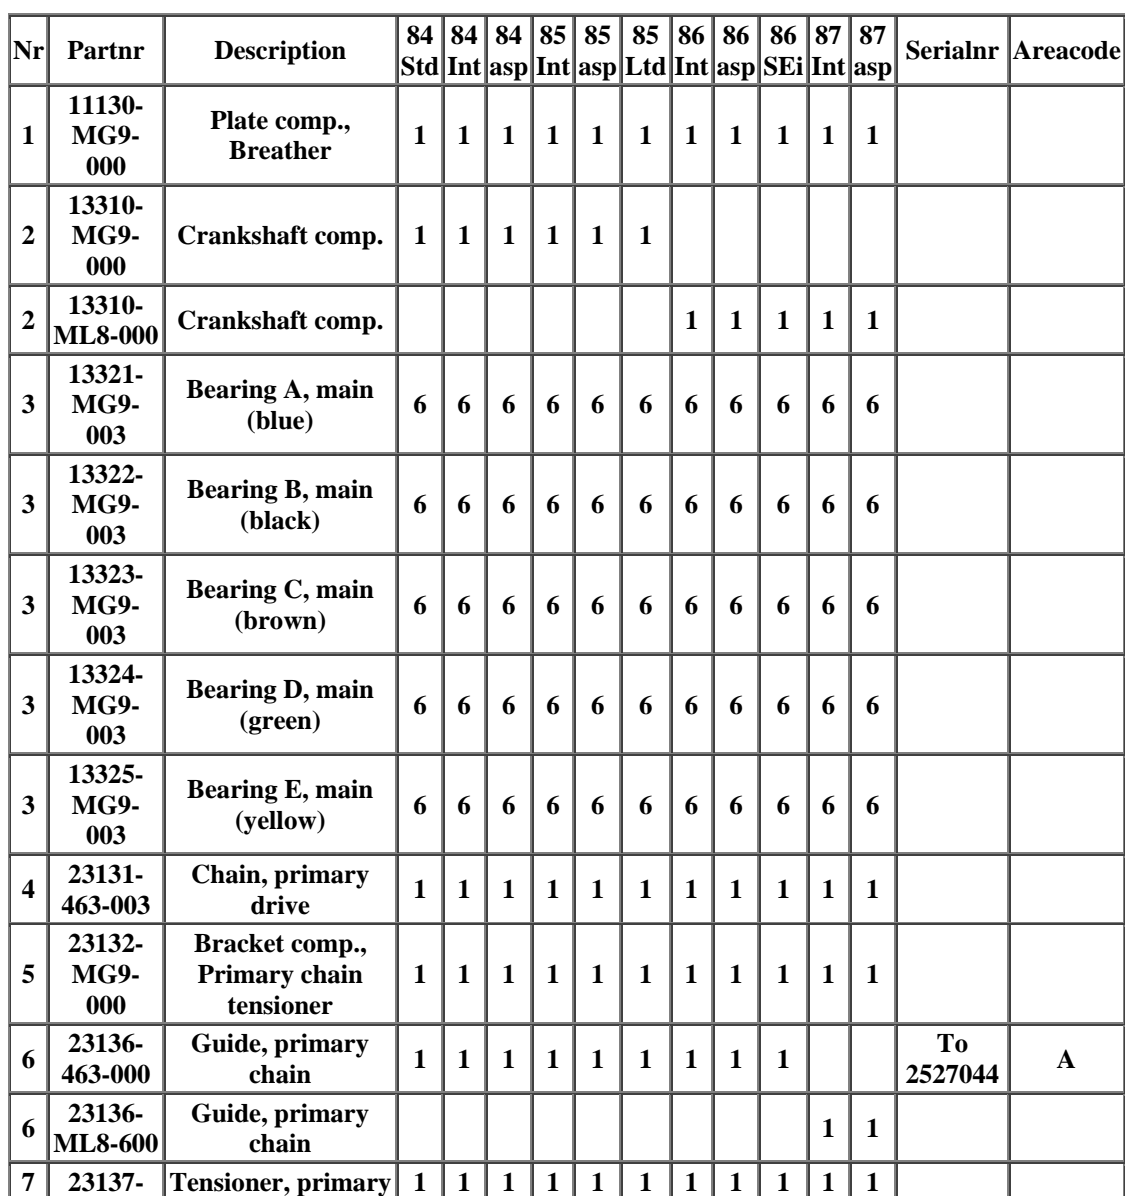 Nr Partnr Description 84 Std 84 Int 84 asp 85 Int 85 asp 85 Ltd 86 Int 86 asp 86 SEi 87 Int 87 asp Serialnr Areacode
1 11130-MG9-000 Plate comp., Breather 1 1 1 1 1 1 1 1 1 1 1
2 13310-MG9-000 Crankshaft comp. 1 1 1 1 1 1
2 13310-ML8-000 Crankshaft comp. 1 1 1 1 1
3 13321-MG9-003 Bearing A, main (blue) 6 6 6 6 6 6 6 6 6 6 6
3 13322-MG9-003 Bearing B, main (black) 6 6 6 6 6 6 6 6 6 6 6
3 13323-MG9-003 Bearing C, main (brown) 6 6 6 6 6 6 6 6 6 6 6
3 13324-MG9-003 Bearing D, main (green) 6 6 6 6 6 6 6 6 6 6 6
3 13325-MG9-003 Bearing E, main (yellow) 6 6 6 6 6 6 6 6 6 6 6
4 23131-463-003 Chain, primary drive 1 1 1 1 1 1 1 1 1 1 1
5 23132-MG9-000 Bracket comp., Primary chain tensioner 1 1 1 1 1 1 1 1 1 1 1
6 23136-463-000 Guide, primary chain 1 1 1 1 1 1 1 1 1 To 2527044 A
6 23136-ML8-600 Guide, primary chain 1 1
7 23137- Tensioner, primary 1 1 1 1 1 1 1 1 1 1 1